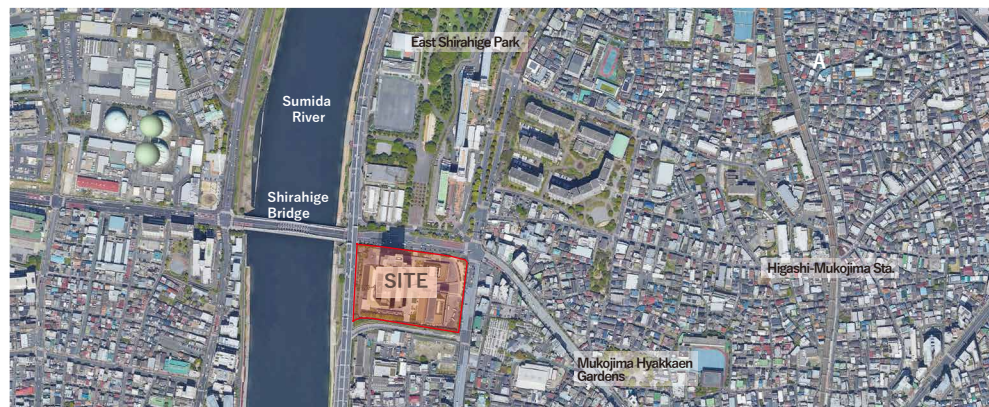 East Shirahige Park
A
Sumida
River
Shirahige
Bridge
SITE
Higashi-Mukojima Sta.
Mukojima Hyakkaen
Gardens